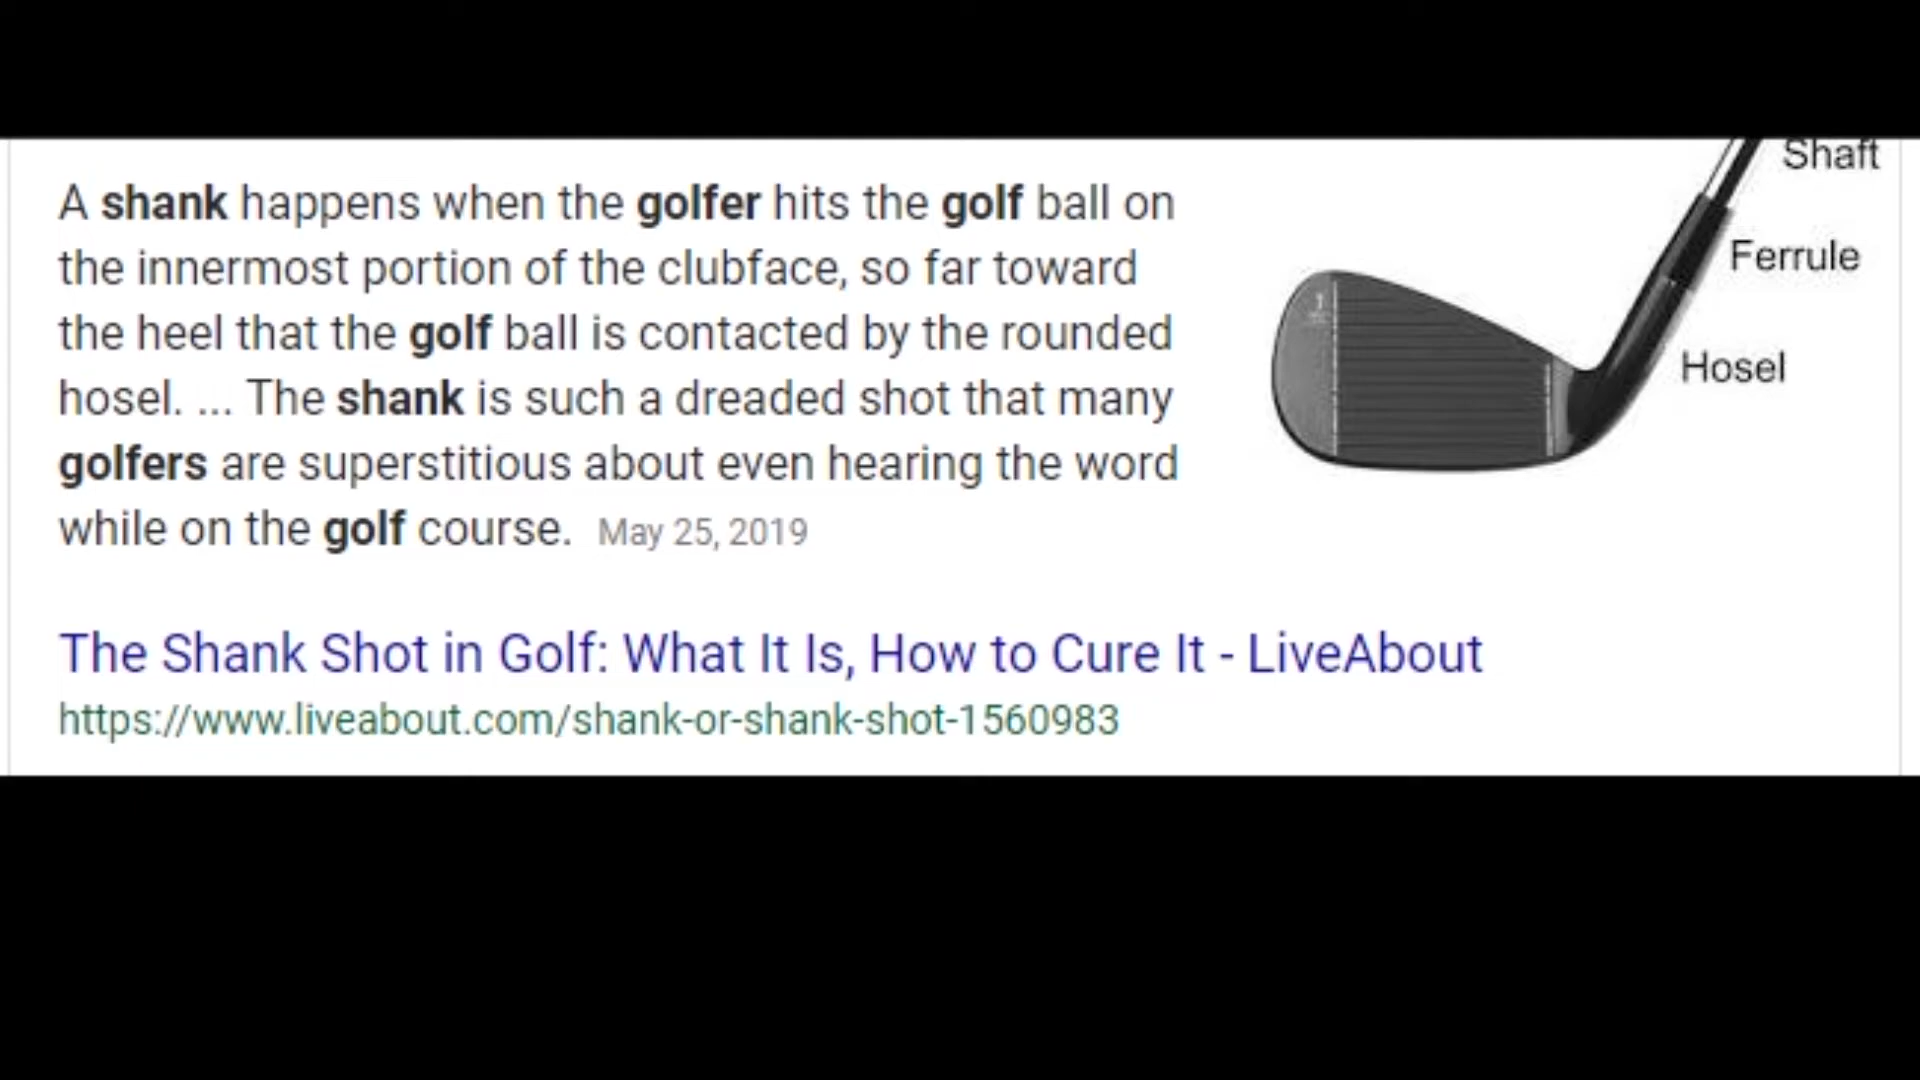 Shaft
A shank happens when the golfer hits the golf ball on
the innermost portion of the clubface, so far toward
Ferrule
the heel that the golf ball is contacted by the rounded
Hosel
hosel. ... The shank is such a dreaded shot that many
golfers are superstitious about even hearing the word
while on the golf course. May 25, 2019
The Shank Shot in Golf: What It Is, How to Cure It - LiveAbout
https://www.liveabout.com/shank-or-shank-shot-1560983